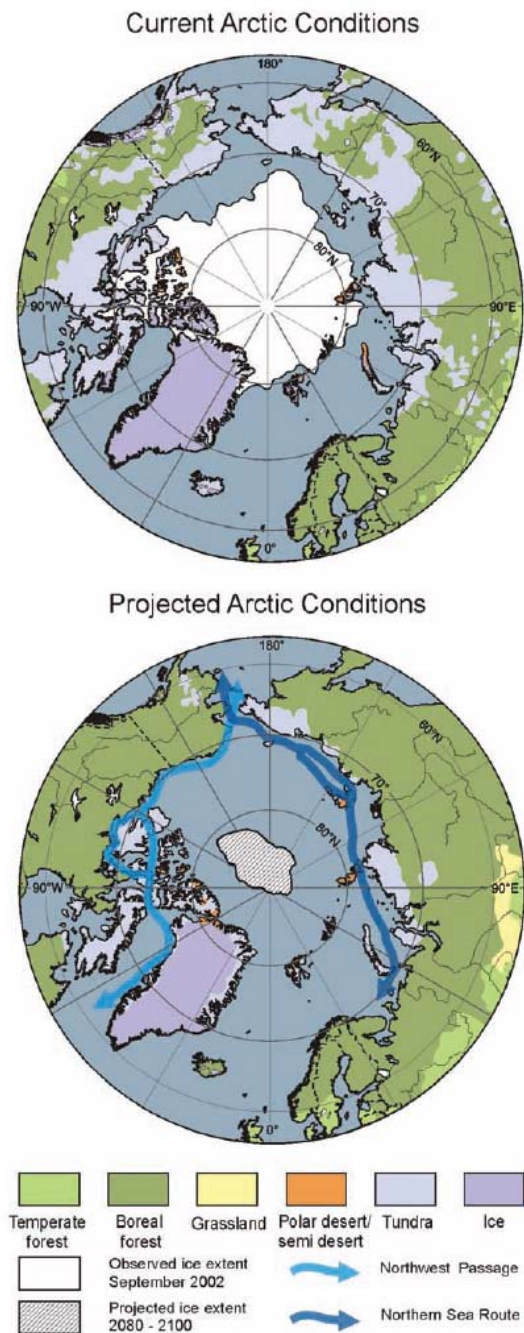 Current Arctic Conditions
180°
60°N
70°
80°N
90°W
90°E
0°
Projected Arctic Conditions
180°
60°N
70°
80°N
90°W
90°E
0°
Temperate forest
Boreal forest
Grassland
Polar desert/ semi desert
Tundra
Ice
Observed ice extent
September 2002
Northwest Passage
Projected ice extent
2080 - 2100
Northern Sea Route